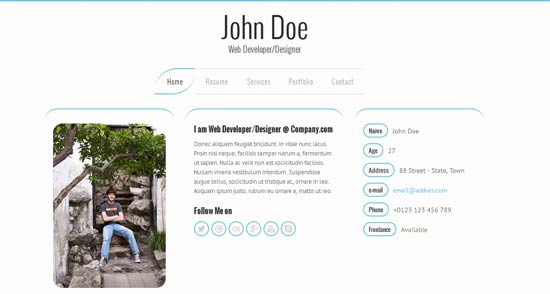 John Doe
Web Developer/Designer
Home Resume Services Portfolio Contact
I am Web Developer/Designer @ Company.com
Donec aliquam feugiat tincidunt. In vitae nunc lacus.
Proin nisi neque, facilisis semper rutrum a, fermentum
ut sapien. Nulla ac velit non est sollicitudin facilisis.
Nullam viverra vestibulum interdum. Suspendisse
augue tellus, sollicitudin ut tristique ac, ornare in leo.
Aliquam ipsum justo, rutrum eu ornare a, mattis ut leo.
Follow Me on
Name John Doe
Age 27
Address 88 Street - State, Town
e-mail email@addres.com
Phone +0123 123 456 789
Freelance Available